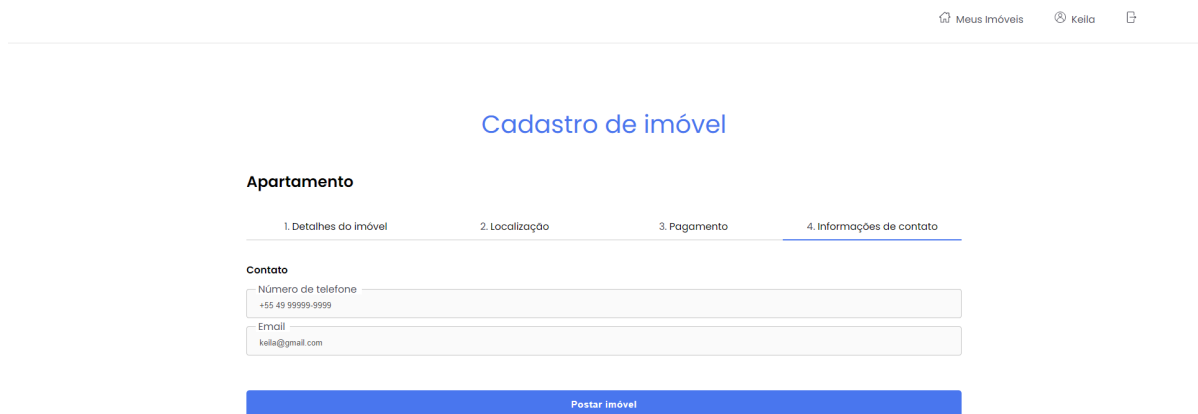 Meus Imóveis Keila
Cadastro de imóvel
Apartamento
1. Detalhes do imóvel 2. Localização 3. Pagamento 4. Informações de contato
Contato
Número de telefone
+55 49 99999-9999
Email
keila@gmail.com
Postar imóvel